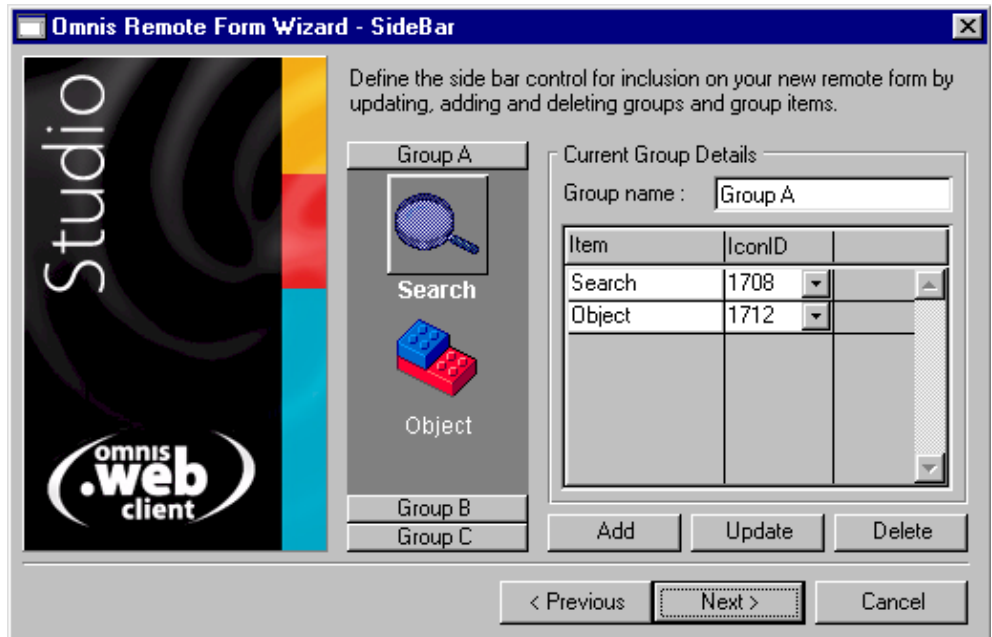 Omnis Remote Form Wizard - SideBar
Studio
omnis
.web
client
Define the side bar control for inclusion on your new remote form by
updating, adding and deleting groups and group items.
Group A
Search
Object
Group B
Group C
Current Group Details
Group name : Group A
Item IconID
Search 1708
Object 1712
Add Update Delete
< Previous Next > Cancel